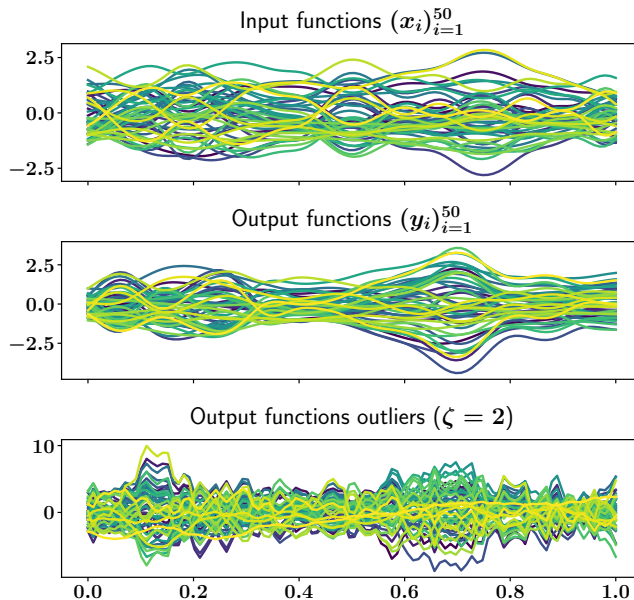 Input functions $(x_i)_{i=1}^{50}$
2.5
0.0
−2.5
Output functions $(y_i)_{i=1}^{50}$
2.5
0.0
−2.5
Output functions outliers ($\zeta = 2$)
10
0
0.0 0.2 0.4 0.6 0.8 1.0